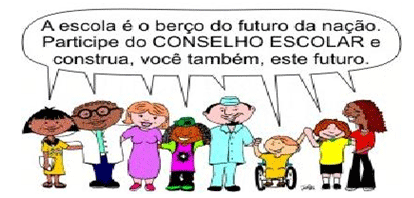 A escola é o berço do futuro da nação.
Participe do CONSELHO ESCOLAR e
construa, você também, este futuro.